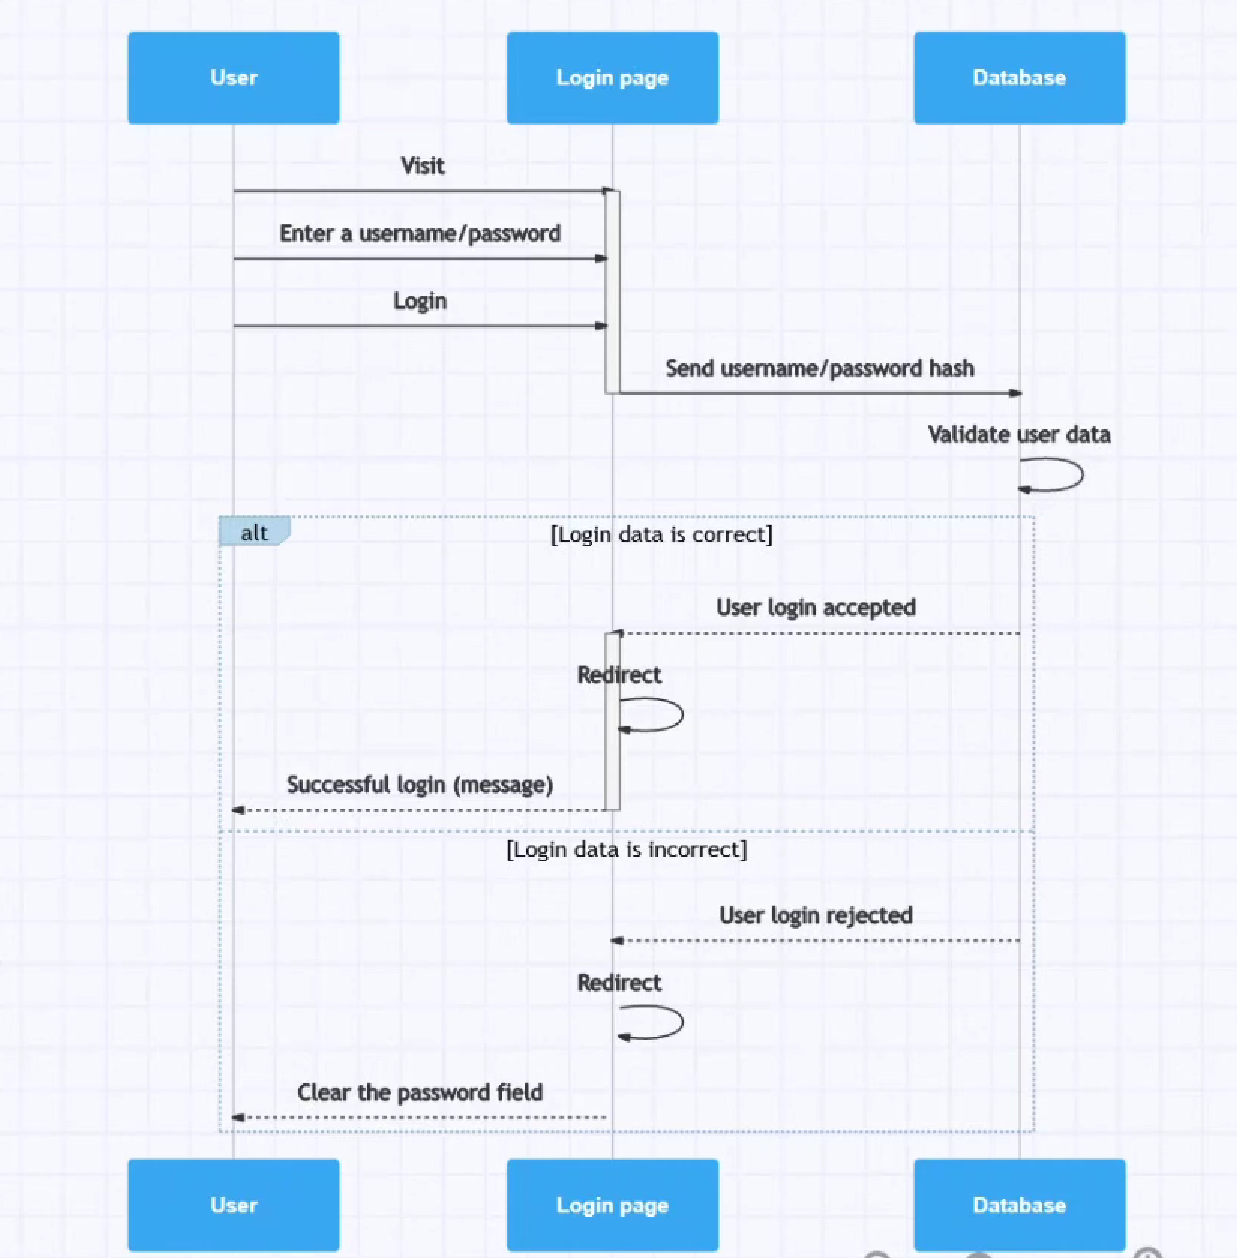 User
Login page
Database
Visit
Enter a username/password
Login
Send username/password hash
Validate user data
alt
[Login data is correct]
User login accepted
Redirect
Successful login (message)
[Login data is incorrect]
User login rejected
Redirect
Clear the password field
User
Login page
Database